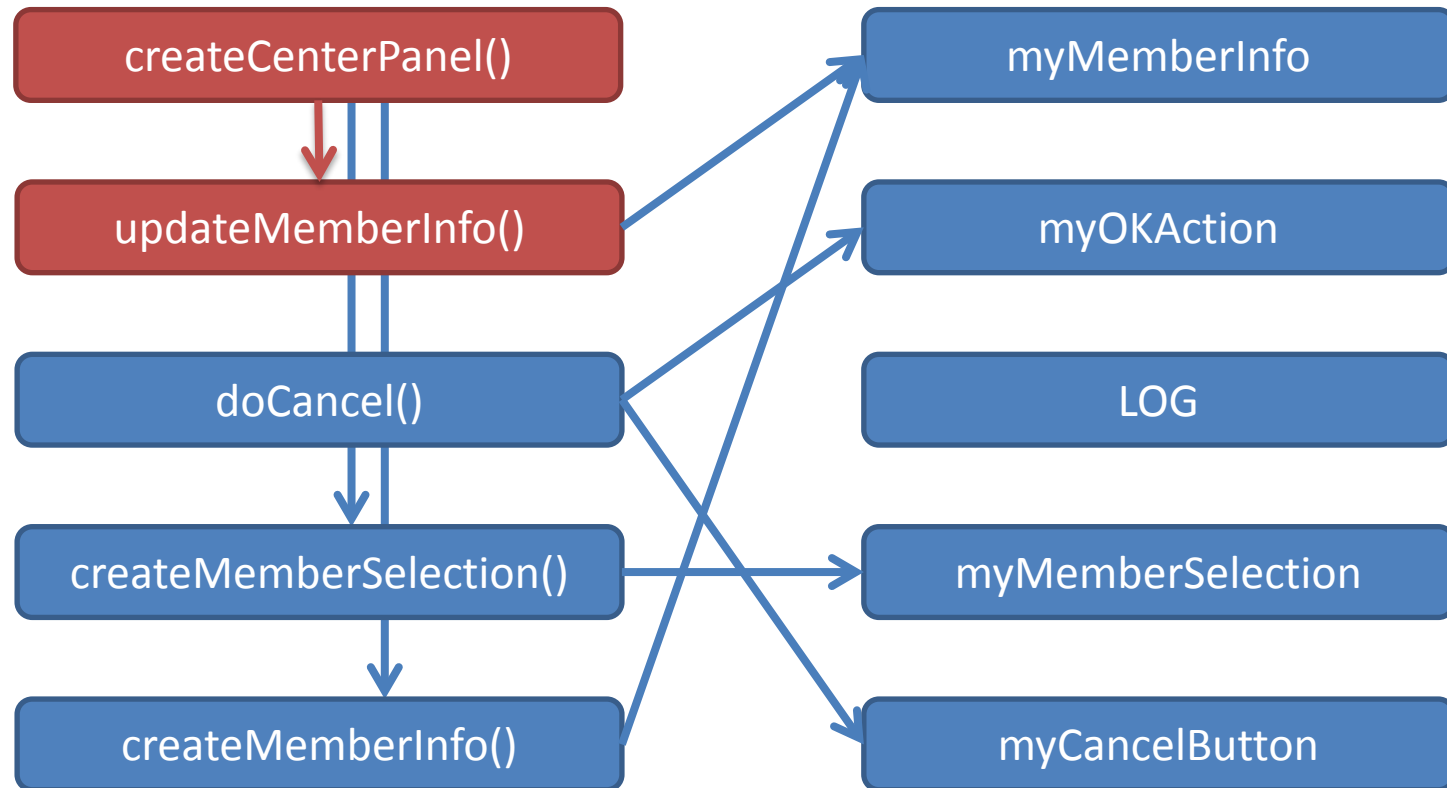 createCenterPanel()
myMemberInfo
updateMemberInfo()
myOKAction
doCancel()
LOG
createMemberSelection()
myMemberSelection
createMemberInfo()
myCancelButton